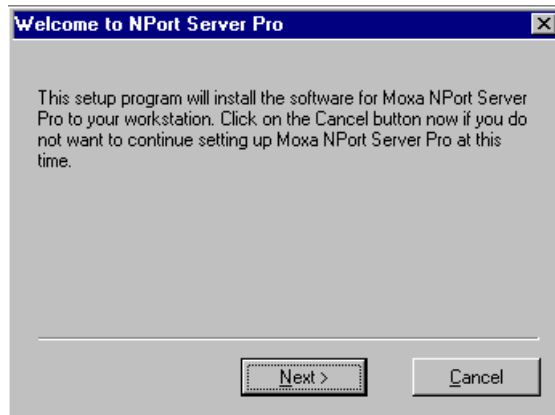 Welcome to NPort Server Pro
This setup program will install the software for Moxa NPort Server
Pro to your workstation. Click on the Cancel button now if you do
not want to continue setting up Moxa NPort Server Pro at this
time.
Next >
Cancel